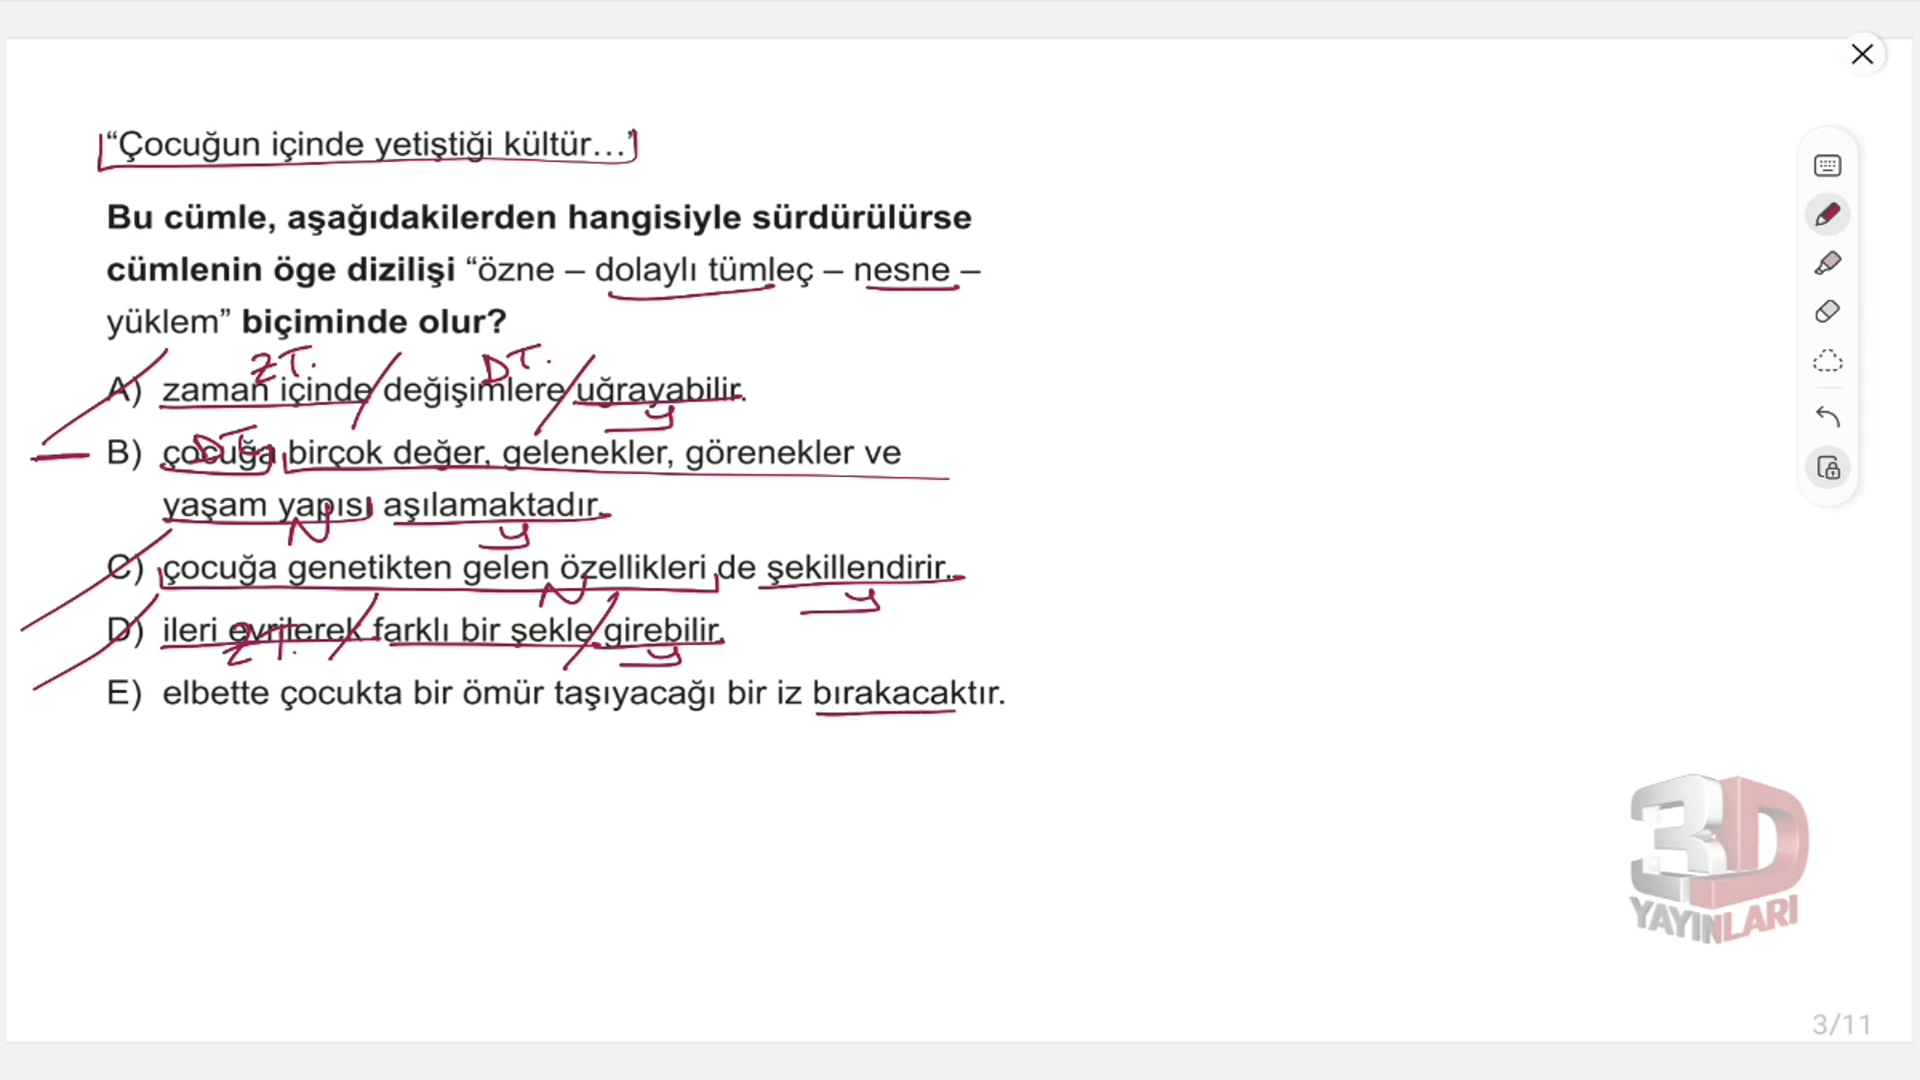 “Çocuğun içinde yetiştiği kültür…”
Bu cümle, aşağıdakilerden hangisiyle sürdürülürse
cümlenin öge dizilişi “özne – dolaylı tümleç – nesne –
yüklem” biçiminde olur?
ZT. DT.
A) zaman içinde değişimlere uğrayabilir.
y
DT
B) çocuğa birçok değer, gelenekler, görenekler ve
yaşam yapısı aşılamaktadır.
N y
C) çocuğa genetikten gelen özellikleri de şekillendirir.
N y
D) ileri evrilerek farklı bir şekle girebilir.
ZT. y
E) elbette çocukta bir ömür taşıyacağı bir iz bırakacaktır.
3D
YAYINLARI
3/11